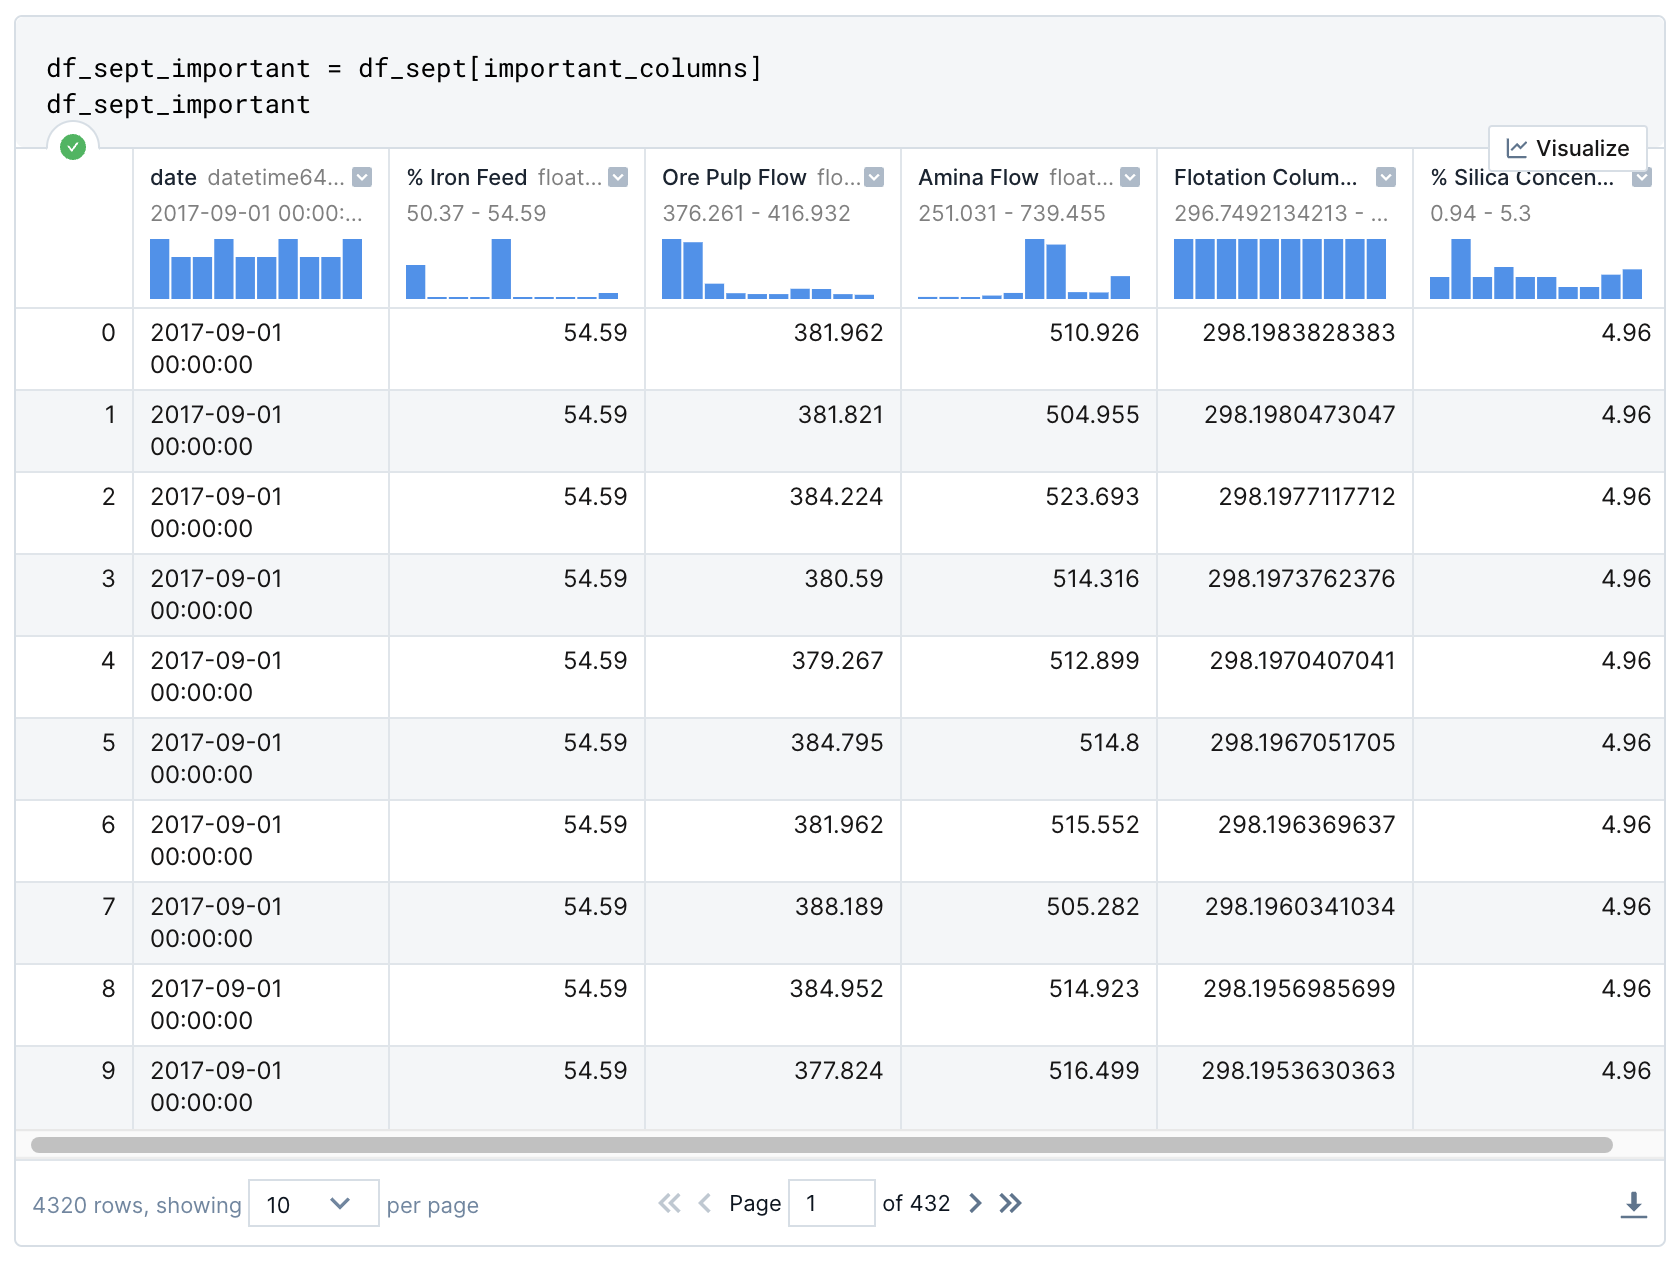 df_sept_important = df_sept[important_columns]
df_sept_important
Visualize
date datetime64... % Iron Feed float... Ore Pulp Flow flo... Amina Flow float... Flotation Colum... % Silica Concen...
2017-09-01 00:00:... 50.37 - 54.59 376.261 - 416.932 251.031 - 739.455 296.7492134213 - ... 0.94 - 5.3
0 2017-09-01 54.59 381.962 510.926 298.1983828383 4.96
00:00:00
1 2017-09-01 54.59 381.821 504.955 298.1980473047 4.96
00:00:00
2 2017-09-01 54.59 384.224 523.693 298.1977117712 4.96
00:00:00
3 2017-09-01 54.59 380.59 514.316 298.1973762376 4.96
00:00:00
4 2017-09-01 54.59 379.267 512.899 298.1970407041 4.96
00:00:00
5 2017-09-01 54.59 384.795 514.8 298.1967051705 4.96
00:00:00
6 2017-09-01 54.59 381.962 515.552 298.196369637 4.96
00:00:00
7 2017-09-01 54.59 388.189 505.282 298.1960341034 4.96
00:00:00
8 2017-09-01 54.59 384.952 514.923 298.1956985699 4.96
00:00:00
9 2017-09-01 54.59 377.824 516.499 298.1953630363 4.96
00:00:00
4320 rows, showing 10 per page Page 1 of 432